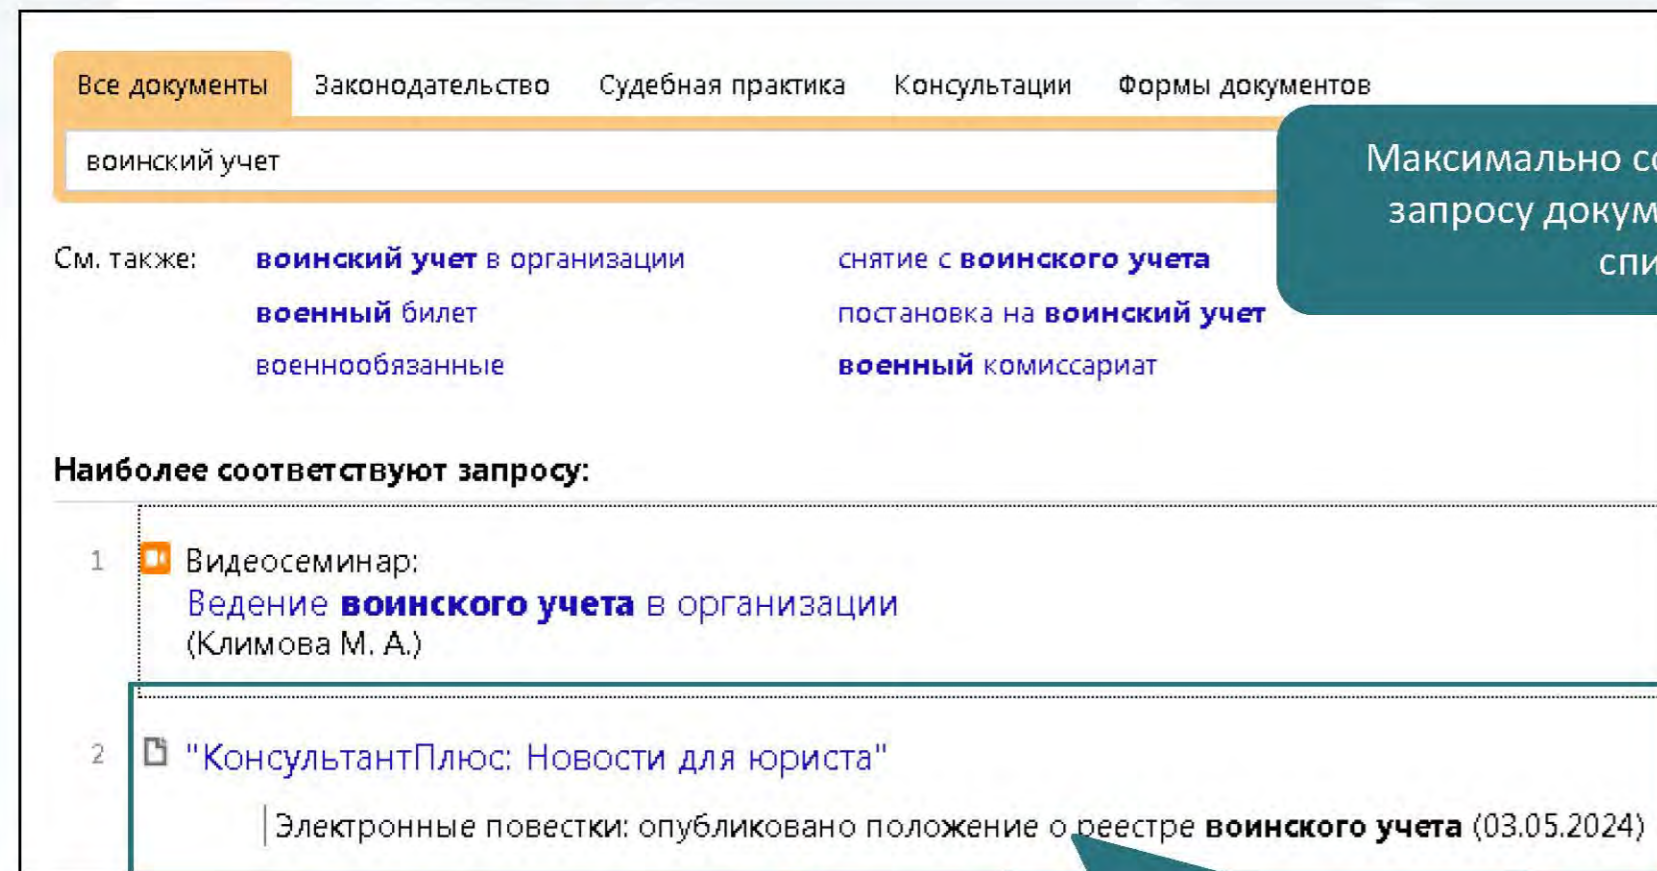 Все документы Законодательство Судебная практика Консультации Формы документов
воинский учет
Максимально
запросу
См. также: воинский учет в организации снятие с воинского учета
военный билет постановка на воинский учет
военнообязанные военный комиссариат
Наиболее соответствуют запросу:
1 Видеосеминар:
Ведение воинского учета в организации
(Климова М. А.)
2 "КонсультантПлюс: Новости для юриста"
Электронные повестки: опубликовано положение о реестре воинского учета (03.05.2024)